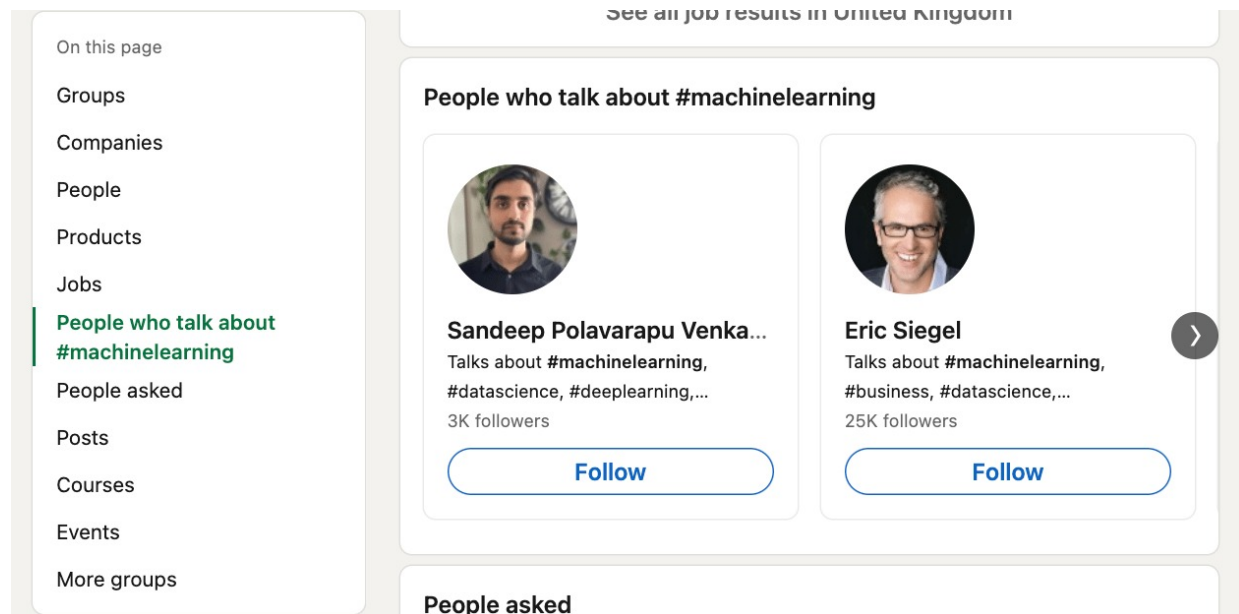 On this page
Groups
Companies
People
Products
Jobs
People who talk about
#machinelearning
People asked
Posts
Courses
Events
More groups
See all job results in United Kingdom
People who talk about #machinelearning
Sandeep Polavarapu Venka...
Talks about #machinelearning,
#datascience, #deeplearning,...
3K followers
Follow
Eric Siegel
Talks about #machinelearning,
#business, #datascience,...
25K followers
Follow
People asked